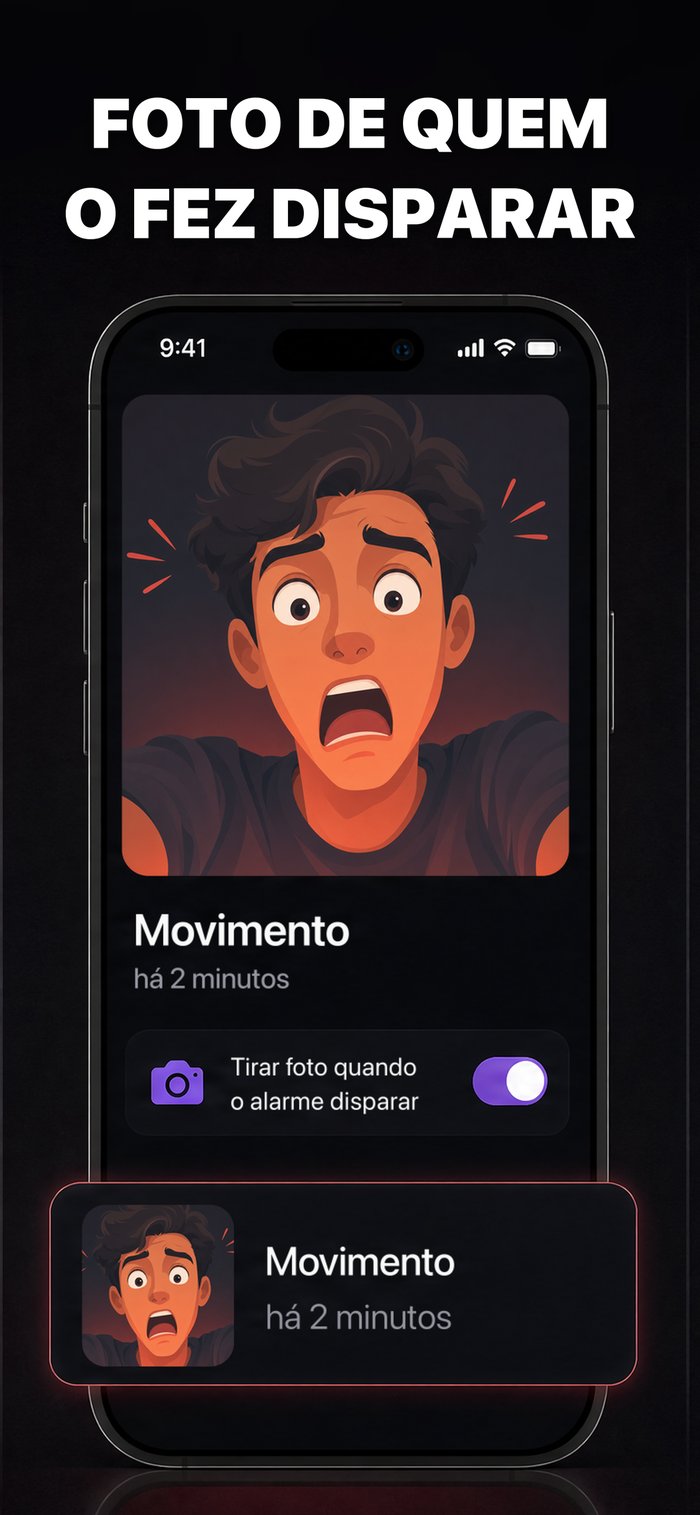 FOTO DE QUEM
O FEZ DISPARAR
9:41
Movimento
há 2 minutos
Tirar foto quando
o alarme disparar
Movimento
há 2 minutos